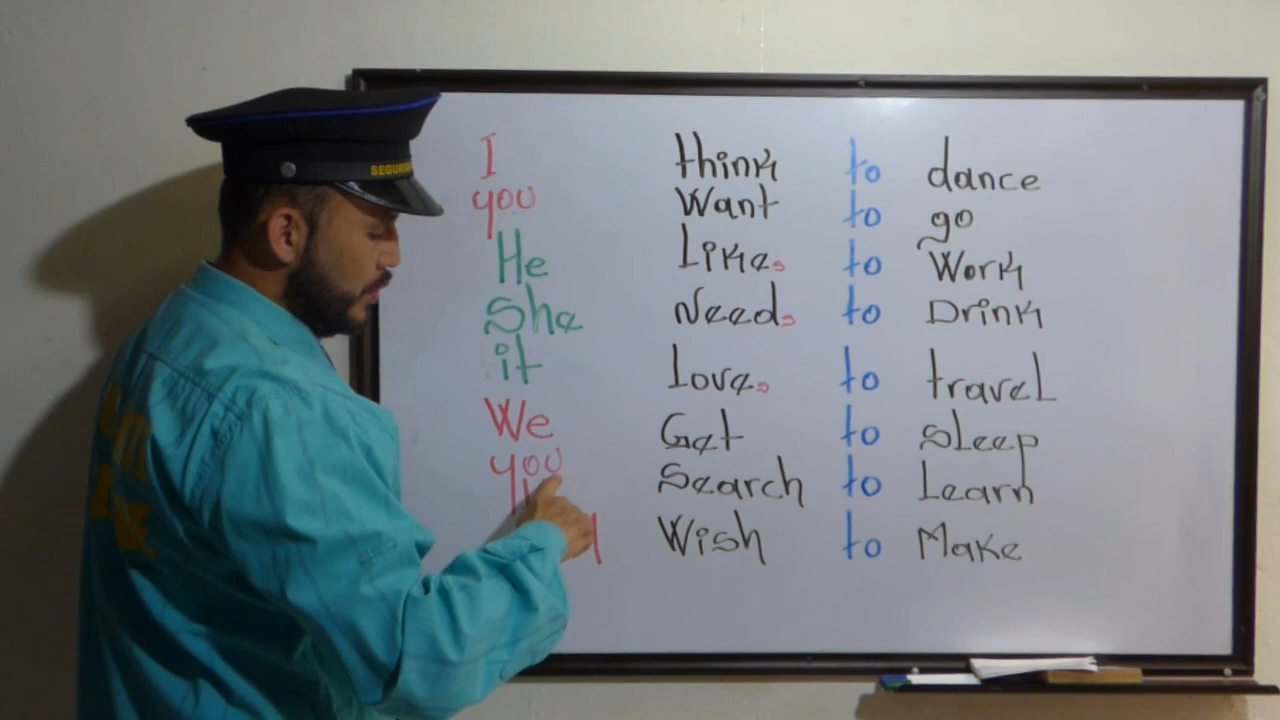 I think to dance
you Want to go
He Likes to Work
She Needs to Drink
it Loves to travel
We Get to sleep
you Search to Learn
Wish to Make